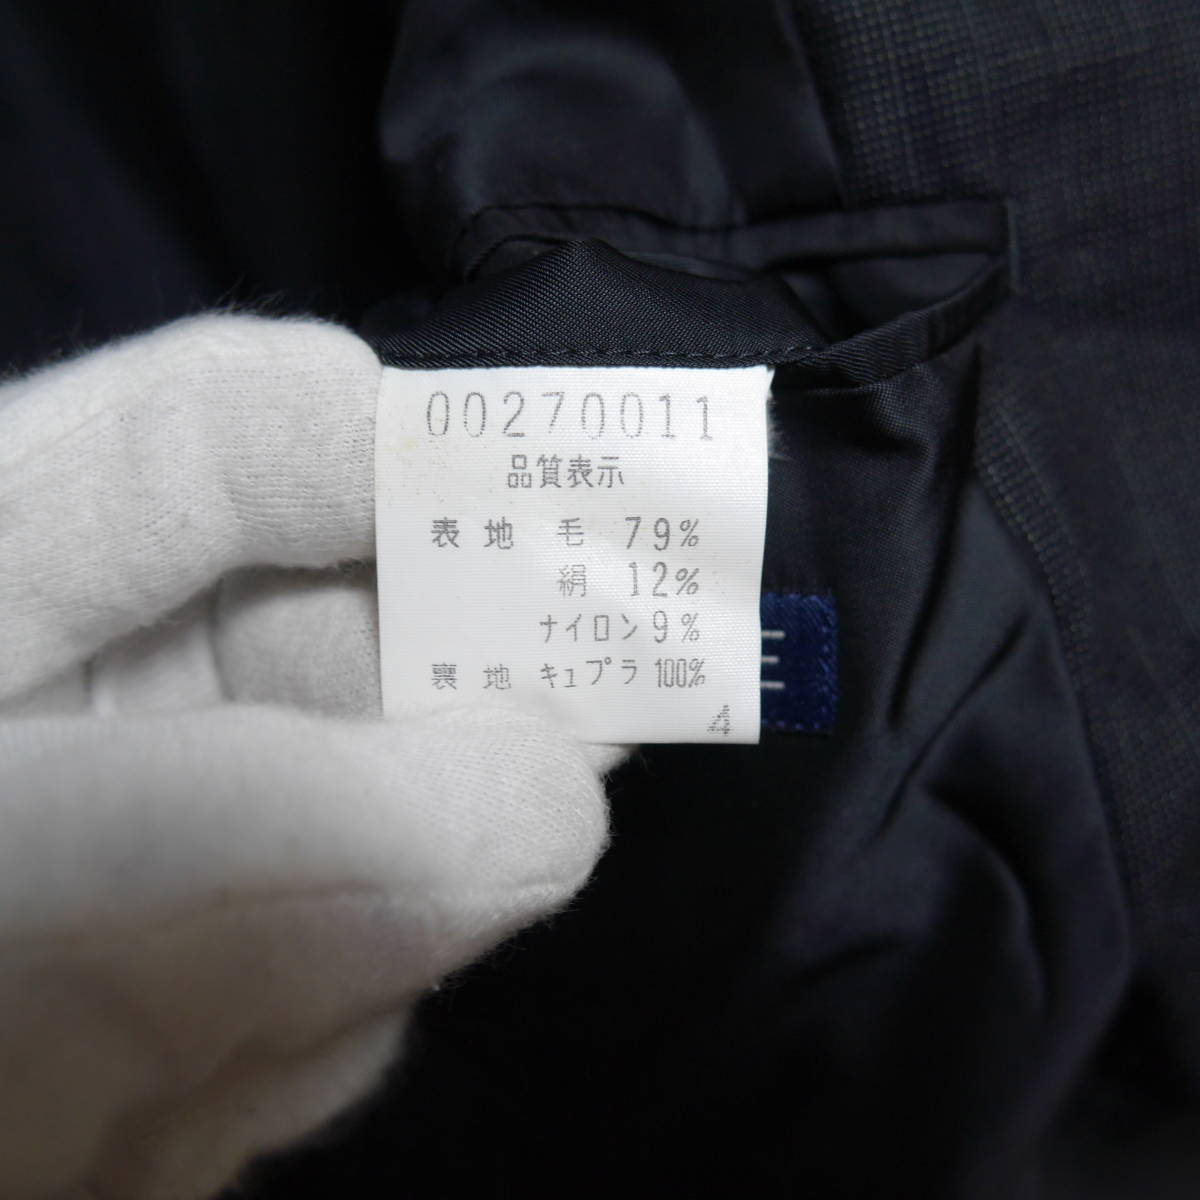 00270011
品質表示
表 地 毛 79%
絹 12%
ナイロン 9%
裏 地 キュプラ 100%
4
E